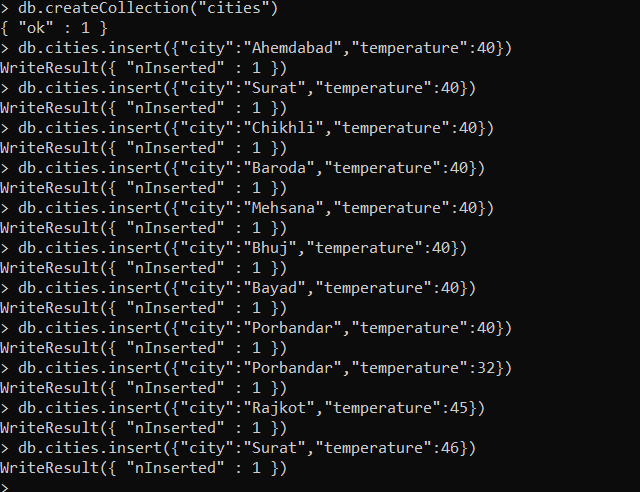 > db.createCollection("cities")
{ "ok" : 1 }
> db.cities.insert({"city":"Ahemdabad","temperature":40})
WriteResult({ "nInserted" : 1 })
> db.cities.insert({"city":"Surat","temperature":40})
WriteResult({ "nInserted" : 1 })
> db.cities.insert({"city":"Chikhli","temperature":40})
WriteResult({ "nInserted" : 1 })
> db.cities.insert({"city":"Baroda","temperature":40})
WriteResult({ "nInserted" : 1 })
> db.cities.insert({"city":"Mehsana","temperature":40})
WriteResult({ "nInserted" : 1 })
> db.cities.insert({"city":"Bhuj","temperature":40})
WriteResult({ "nInserted" : 1 })
> db.cities.insert({"city":"Bayad","temperature":40})
WriteResult({ "nInserted" : 1 })
> db.cities.insert({"city":"Porbandar","temperature":40})
WriteResult({ "nInserted" : 1 })
> db.cities.insert({"city":"Porbandar","temperature":32})
WriteResult({ "nInserted" : 1 })
> db.cities.insert({"city":"Rajkot","temperature":45})
WriteResult({ "nInserted" : 1 })
> db.cities.insert({"city":"Surat","temperature":46})
WriteResult({ "nInserted" : 1 })
>